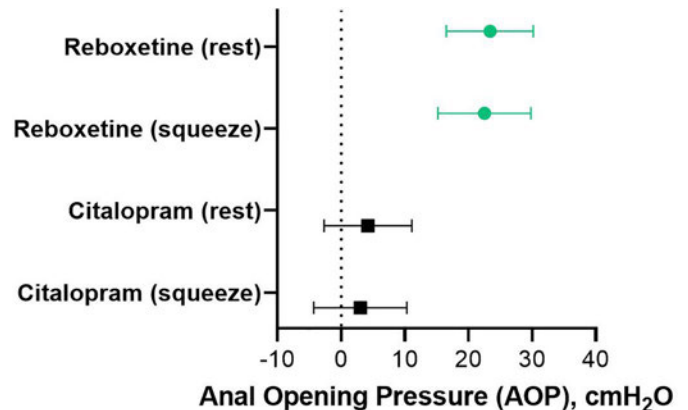 Reboxetine (rest)
Reboxetine (squeeze)
Citalopram (rest)
Citalopram (squeeze)
-10 0 10 20 30 40
Anal Opening Pressure (AOP), cmH₂O